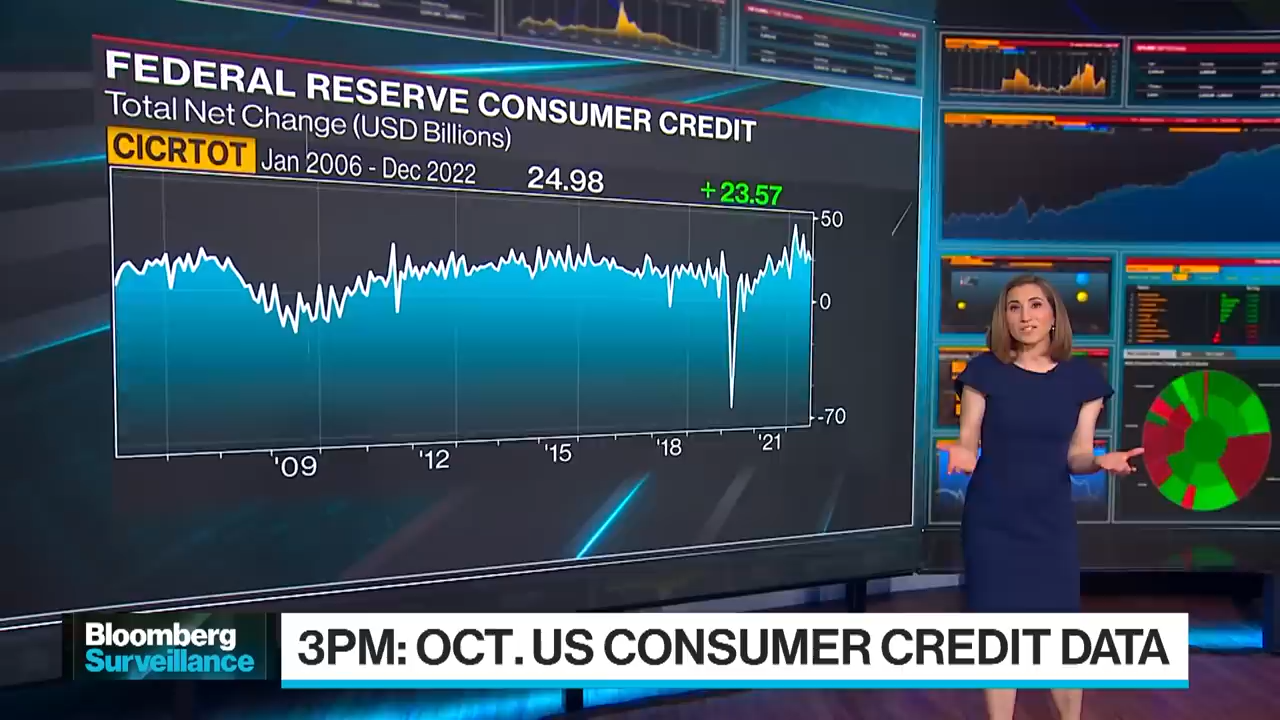 FEDERAL RESERVE CONSUMER CREDIT
Total Net Change (USD Billions)
CICRTOT Jan 2006 - Dec 2022 24.98 +23.57
50
0
-70
'09 '12 '15 '18 '21
Bloomberg
Surveillance
3PM: OCT. US CONSUMER CREDIT DATA